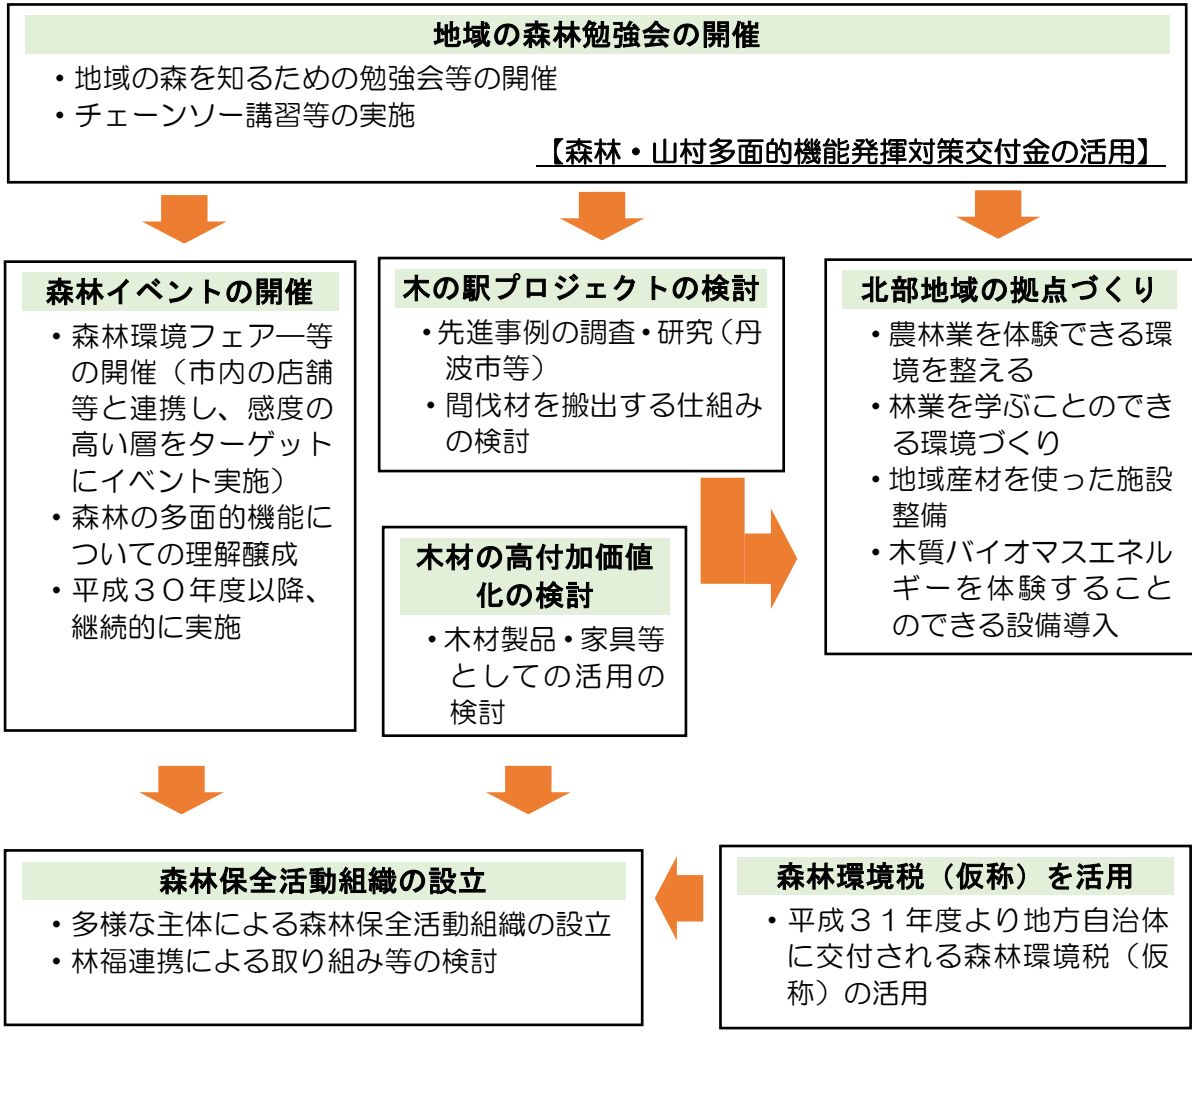 地域の森林勉強会の開催
・地域の森を知るための勉強会等の開催
・チェーンソー講習等の実施
【森林・山村多面的機能発揮対策交付金の活用】
森林イベントの開催
・森林環境フェアー等
の開催（市内の店舗
等と連携し、感度の
高い層をターゲット
にイベント実施）
・森林の多面的機能に
ついての理解醸成
・平成３０年度以降、
継続的に実施
木の駅プロジェクトの検討
・先進事例の調査・研究（丹
波市等）
・間伐材を搬出する仕組み
の検討
木材の高付加価値
化の検討
・木材製品・家具等
としての活用の
検討
北部地域の拠点づくり
・農林業を体験できる環
境を整える
・林業を学ぶことのでき
る環境づくり
・地域産材を使った施設
整備
・木質バイオマスエネル
ギーを体験すること
のできる設備導入
森林保全活動組織の設立
・多様な主体による森林保全活動組織の設立
・林福連携による取り組み等の検討
森林環境税（仮称）を活用
・平成３１年度より地方自治体
に交付される森林環境税（仮
称）の活用